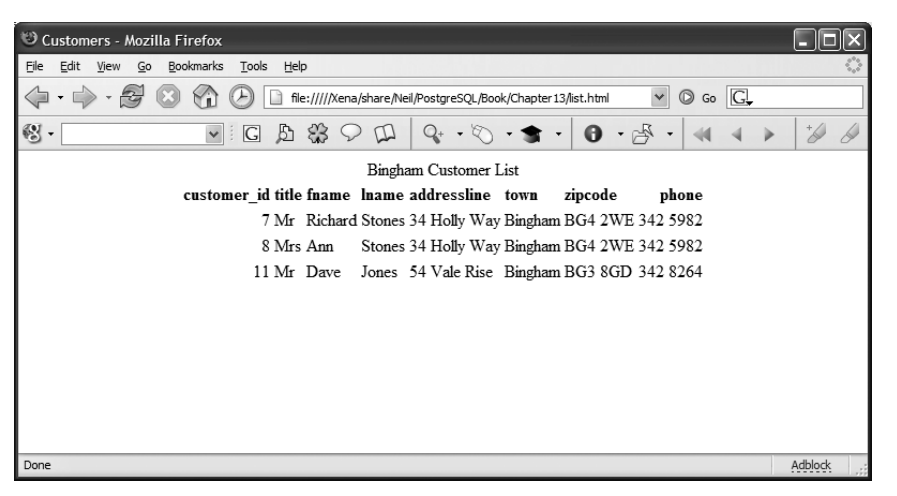 Customers - Mozilla Firefox
File Edit View Go Bookmarks Tools Help
file://///Xena/share/Neil/PostgreSQL/Book/Chapter13/list.html Go G
G
Bingham Customer List
customer_id title fname lname addressline town zipcode phone
7 Mr Richard Stones 34 Holly Way Bingham BG4 2WE 342 5982
8 Mrs Ann Stones 34 Holly Way Bingham BG4 2WE 342 5982
11 Mr Dave Jones 54 Vale Rise Bingham BG3 8GD 342 8264
Done Adblock